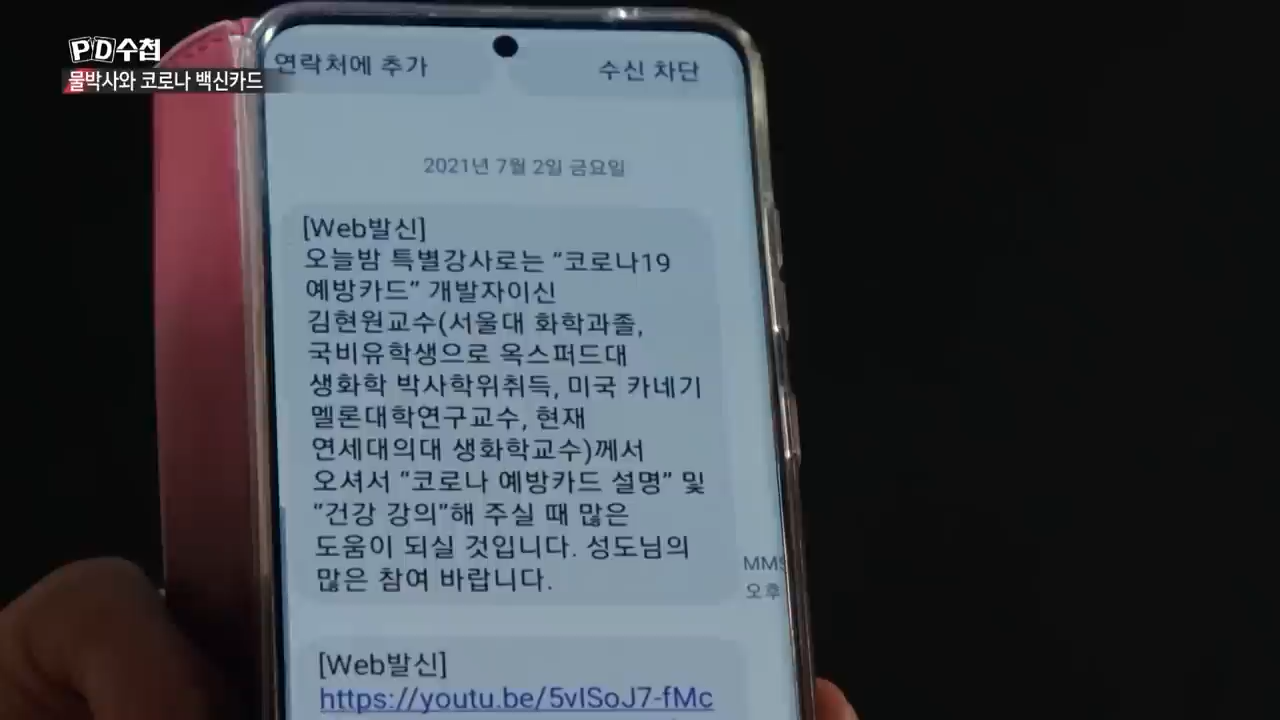 PD수첩
물박사와 코로나 백신카드
연락처에 추가
수신 차단
2021년 7월 2일 금요일
[Web발신]
오늘밤 특별강사로는 "코로나19
예방카드" 개발자이신
김현원교수(서울대 화학과졸,
국비유학생으로 옥스퍼드대
생화학 박사학위취득, 미국 카네기
멜론대학연구교수, 현재
연세대의대 생화학교수)께서
오셔서 "코로나 예방카드 설명" 및
"건강 강의"해 주실 때 많은
도움이 되실 것입니다. 성도님의
많은 참여 바랍니다.
MMS
오후
[Web발신]
https://youtu.be/5vlSoJ7-fMc